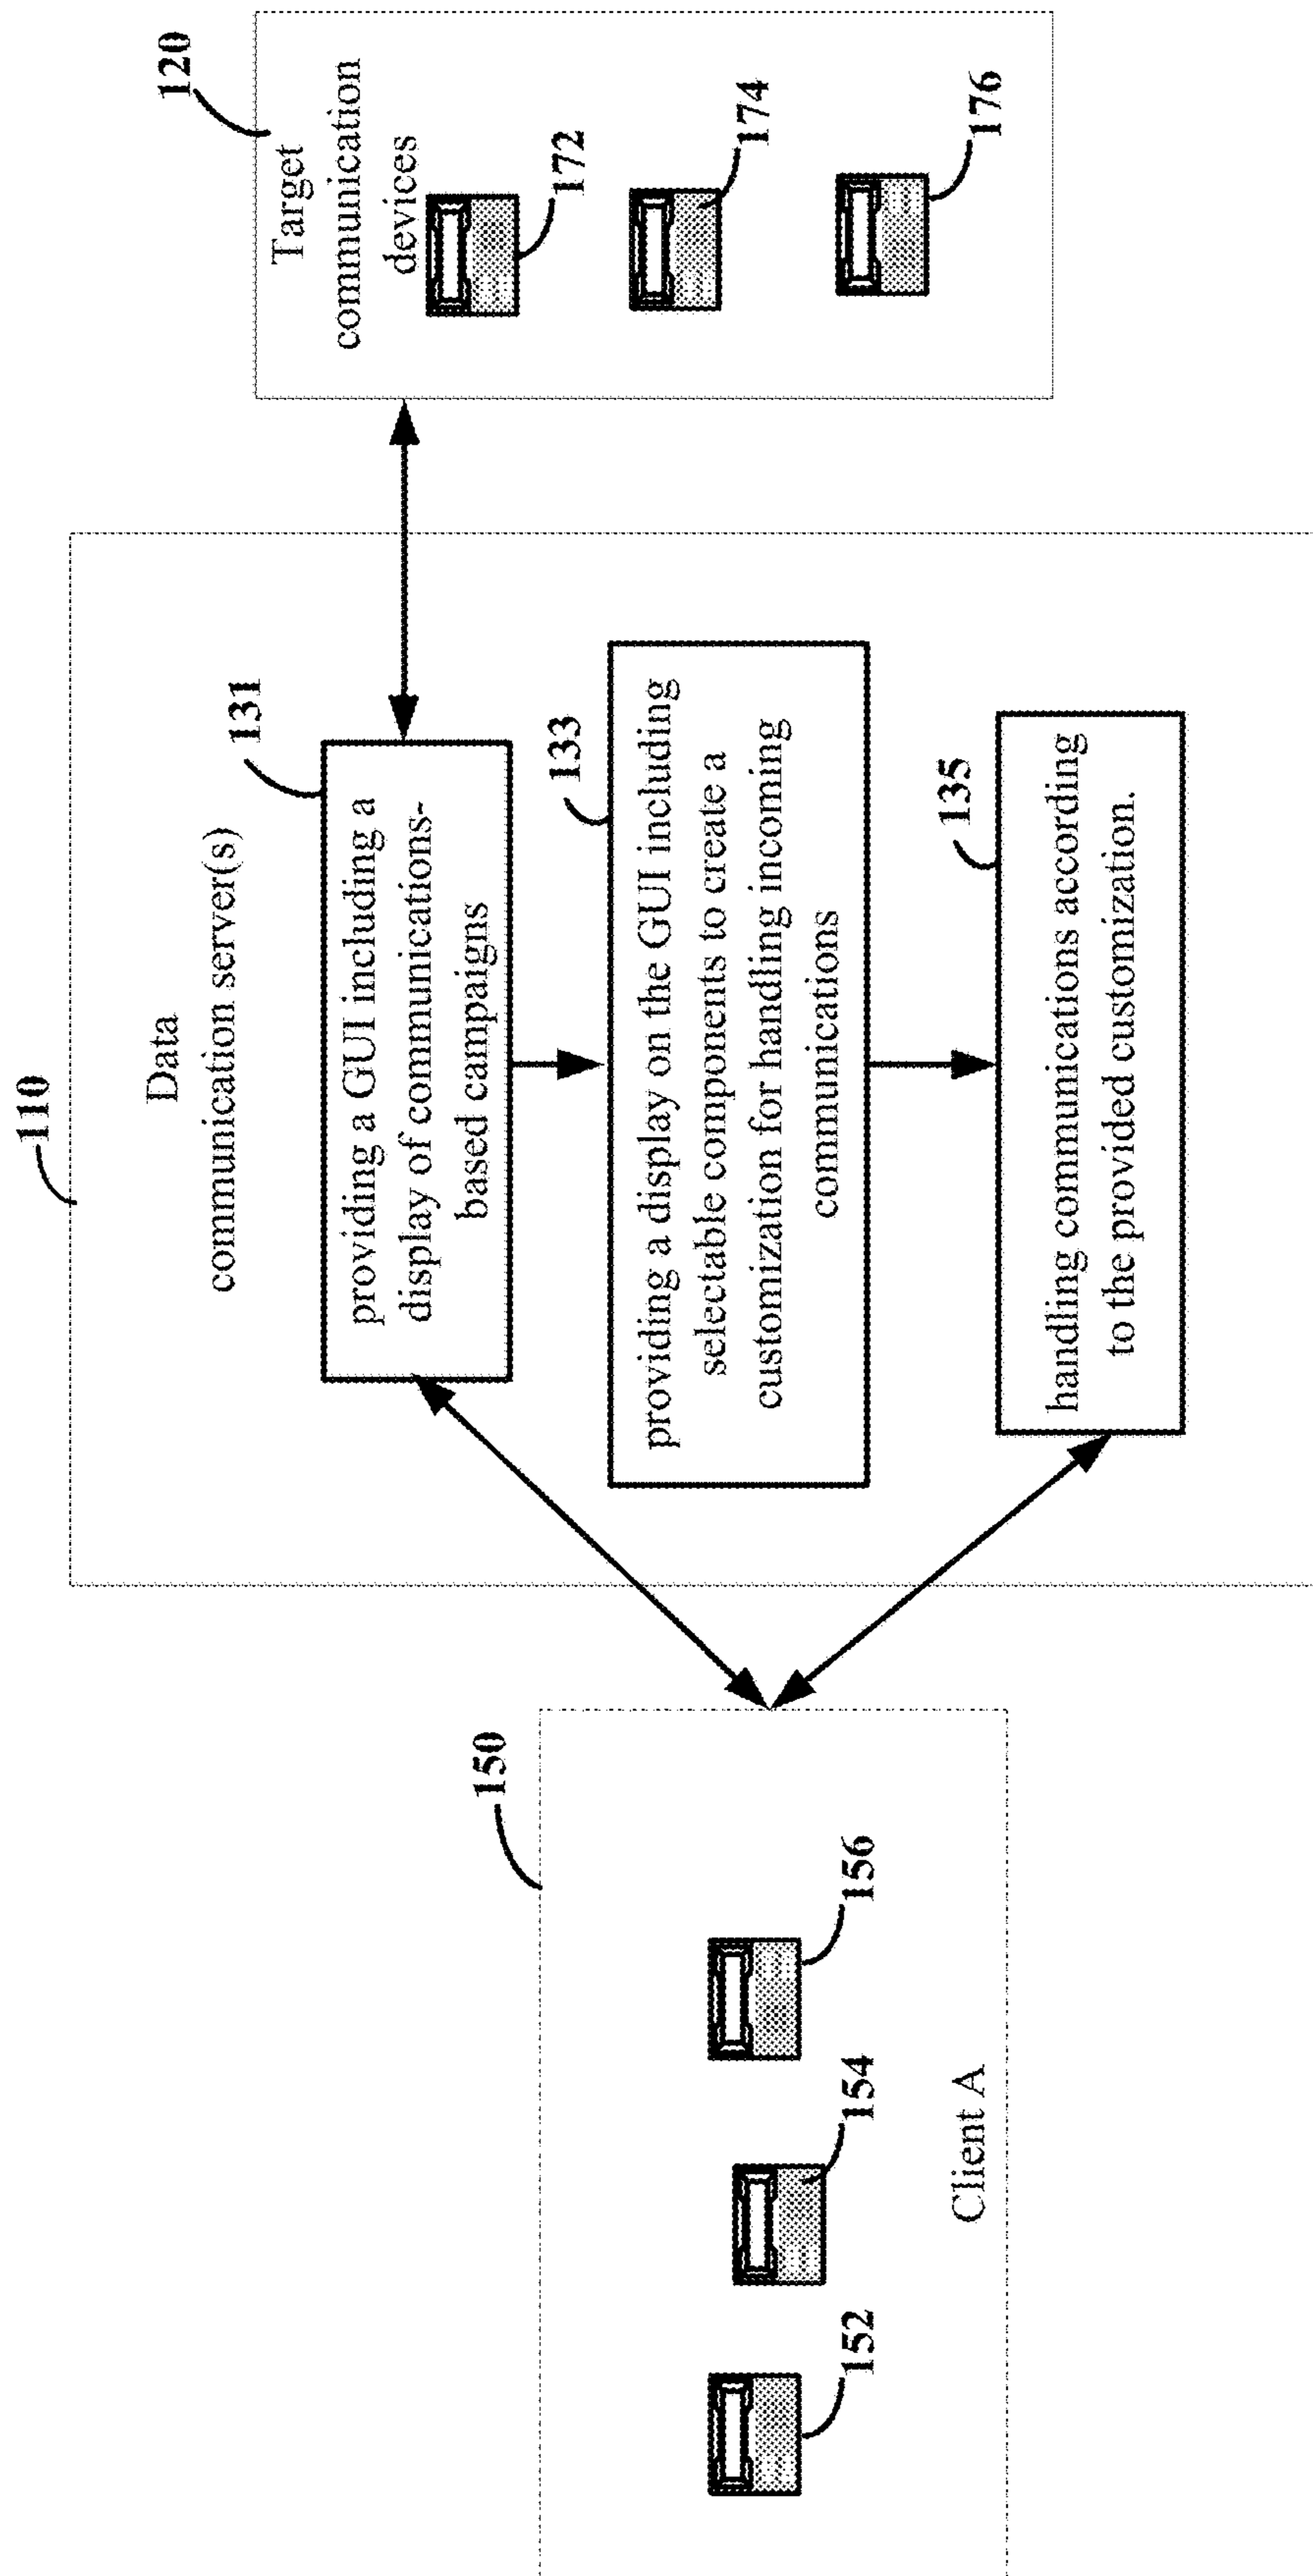 110
Data
communication server(s)
131
providing a GUI including a
display of communications-
based campaigns
133
providing a display on the GUI including
selectable components to create a
customization for handling incoming
communications
135
handling communications according
to the provided customization.
120
Target
communication
devices
172
174
176
150
152
154
156
Client A